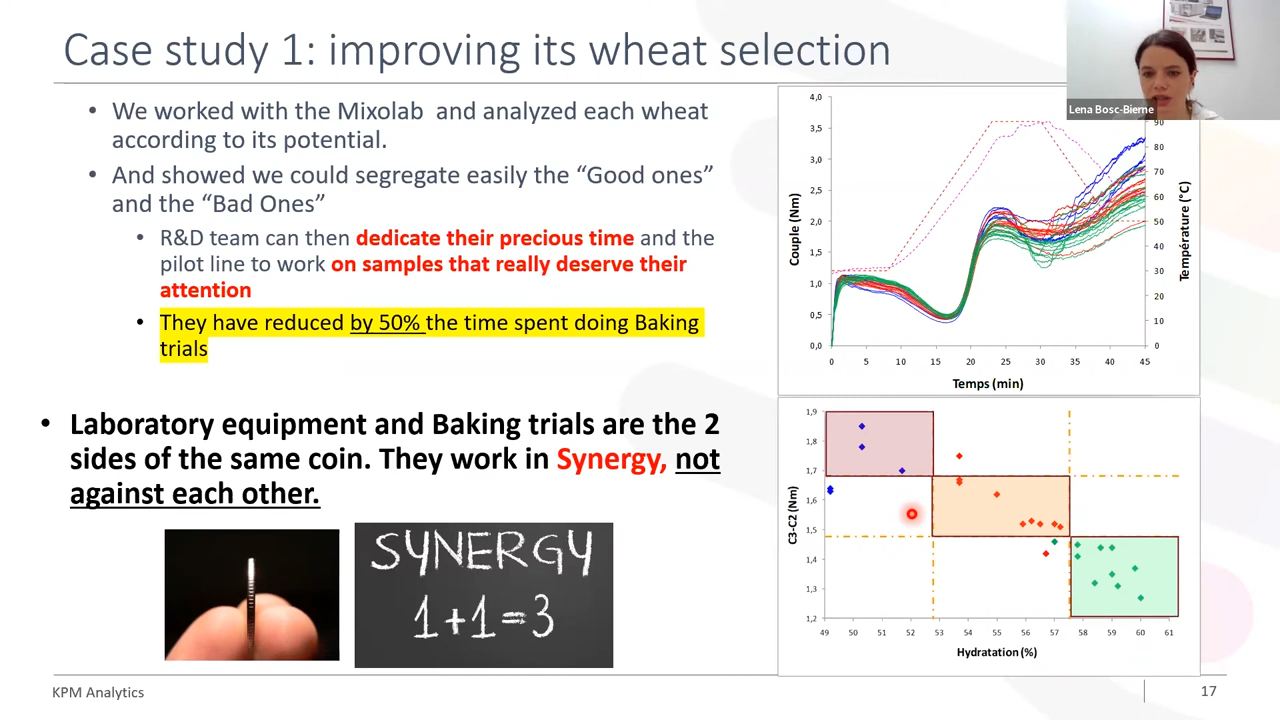 Case study 1: improving its wheat selection
Lena Bosc-Bierne
• We worked with the Mixolab and analyzed each wheat
according to its potential.
• And showed we could segregate easily the “Good ones”
and the “Bad Ones”
• R&D team can then dedicate their precious time and the
pilot line to work on samples that really deserve their
attention
• They have reduced by 50% the time spent doing Baking
trials
• Laboratory equipment and Baking trials are the 2
sides of the same coin. They work in Synergy, not
against each other.
SYNERGY
1+1=3
Couple (Nm)
4,0
3,5
3,0
2,5
2,0
1,5
1,0
0,5
0,0
90
80
70
60
50
40
30
20
10
0
Température (°C)
0 5 10 15 20 25 30 35 40 45
Temps (min)
C3-C2 (Nm)
1,9
1,8
1,7
1,6
1,5
1,4
1,3
1,2
49 50 51 52 53 54 55 56 57 58 59 60 61
Hydratation (%)
KPM Analytics
17